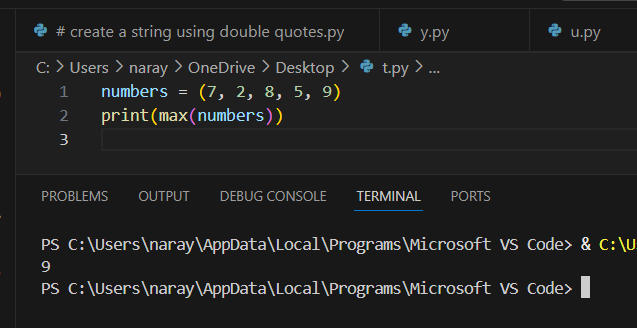 # create a string using double quotes.py y.py u.py
C: > Users > naray > OneDrive > Desktop > t.py > ...
1 numbers = (7, 2, 8, 5, 9)
2 print(max(numbers))
3
PROBLEMS OUTPUT DEBUG CONSOLE TERMINAL PORTS
PS C:\Users\naray\AppData\Local\Programs\Microsoft VS Code> & C:\U
9
PS C:\Users\naray\AppData\Local\Programs\Microsoft VS Code>